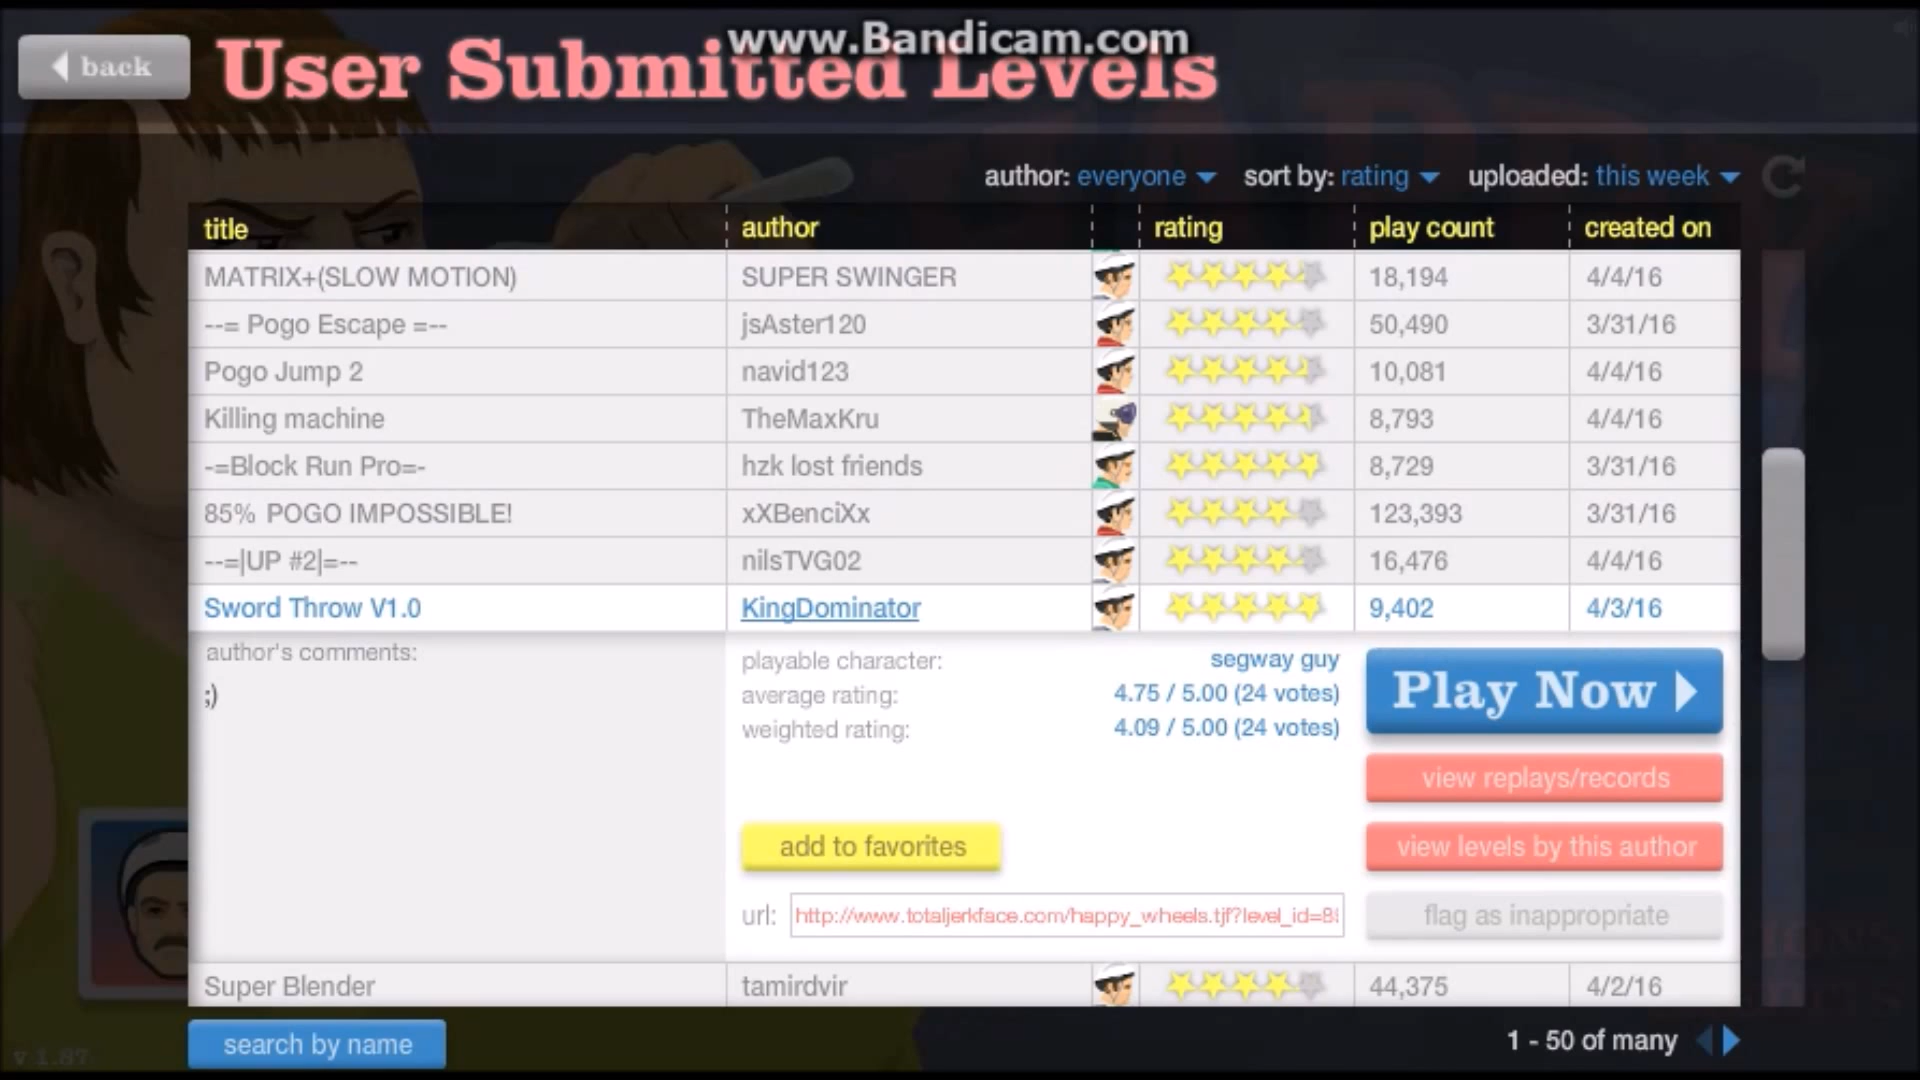 www.Bandicam.com
back
User Submitted Levels
author: everyone sort by: rating uploaded: this week
title author rating play count created on
MATRIX+(SLOW MOTION) SUPER SWINGER 18,194 4/4/16
--= Pogo Escape =-- jsAster120 50,490 3/31/16
Pogo Jump 2 navid123 10,081 4/4/16
Killing machine TheMaxKru 8,793 4/4/16
-=Block Run Pro=- hzk lost friends 8,729 3/31/16
85% POGO IMPOSSIBLE! xXBenciXx 123,393 3/31/16
--=|UP #2|=-- nilsTVG02 16,476 4/4/16
Sword Throw V1.0 KingDominator 9,402 4/3/16
author's comments:
;)
playable character: segway guy
average rating: 4.75 / 5.00 (24 votes)
weighted rating: 4.09 / 5.00 (24 votes)
Play Now
view replays/records
add to favorites
view levels by this author
url: http://www.totaljerkface.com/happy_wheels.tjf?level_id=8
flag as inappropriate
Super Blender tamirdvir 44,375 4/2/16
search by name
1 - 50 of many
v 1.87